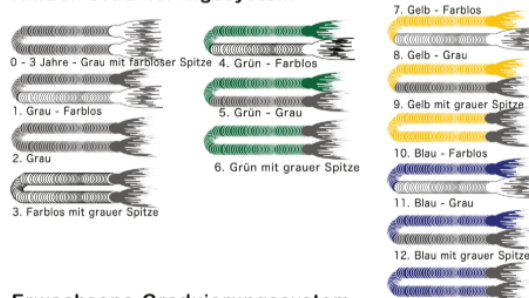 0 - 3 Jahre - Grau mit farbloser Spitze
1. Grau - Farblos
2. Grau
3. Farblos mit grauer Spitze
4. Grün - Farblos
5. Grün - Grau
6. Grün mit grauer Spitze
7. Gelb - Farblos
8. Gelb - Grau
9. Gelb mit grauer Spitze
10. Blau - Farblos
11. Blau - Grau
12. Blau mit grauer Spitze